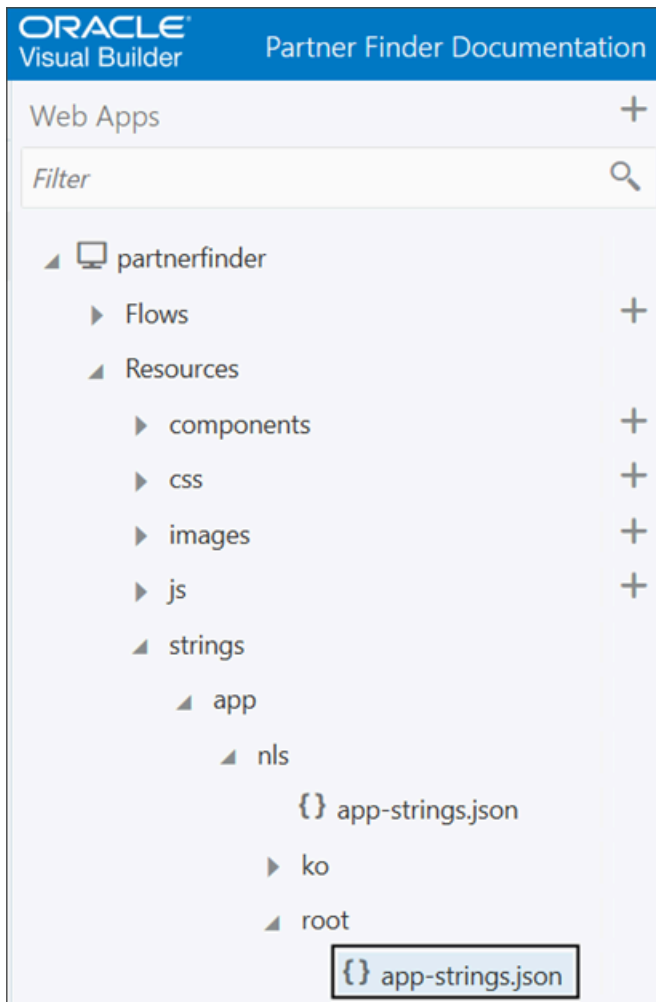 ORACLE®
Visual Builder
Partner Finder Documentation
Web Apps
Filter
partnerfinder
Flows
Resources
components
css
images
js
strings
app
nls
{} app-strings.json
ko
root
{} app-strings.json